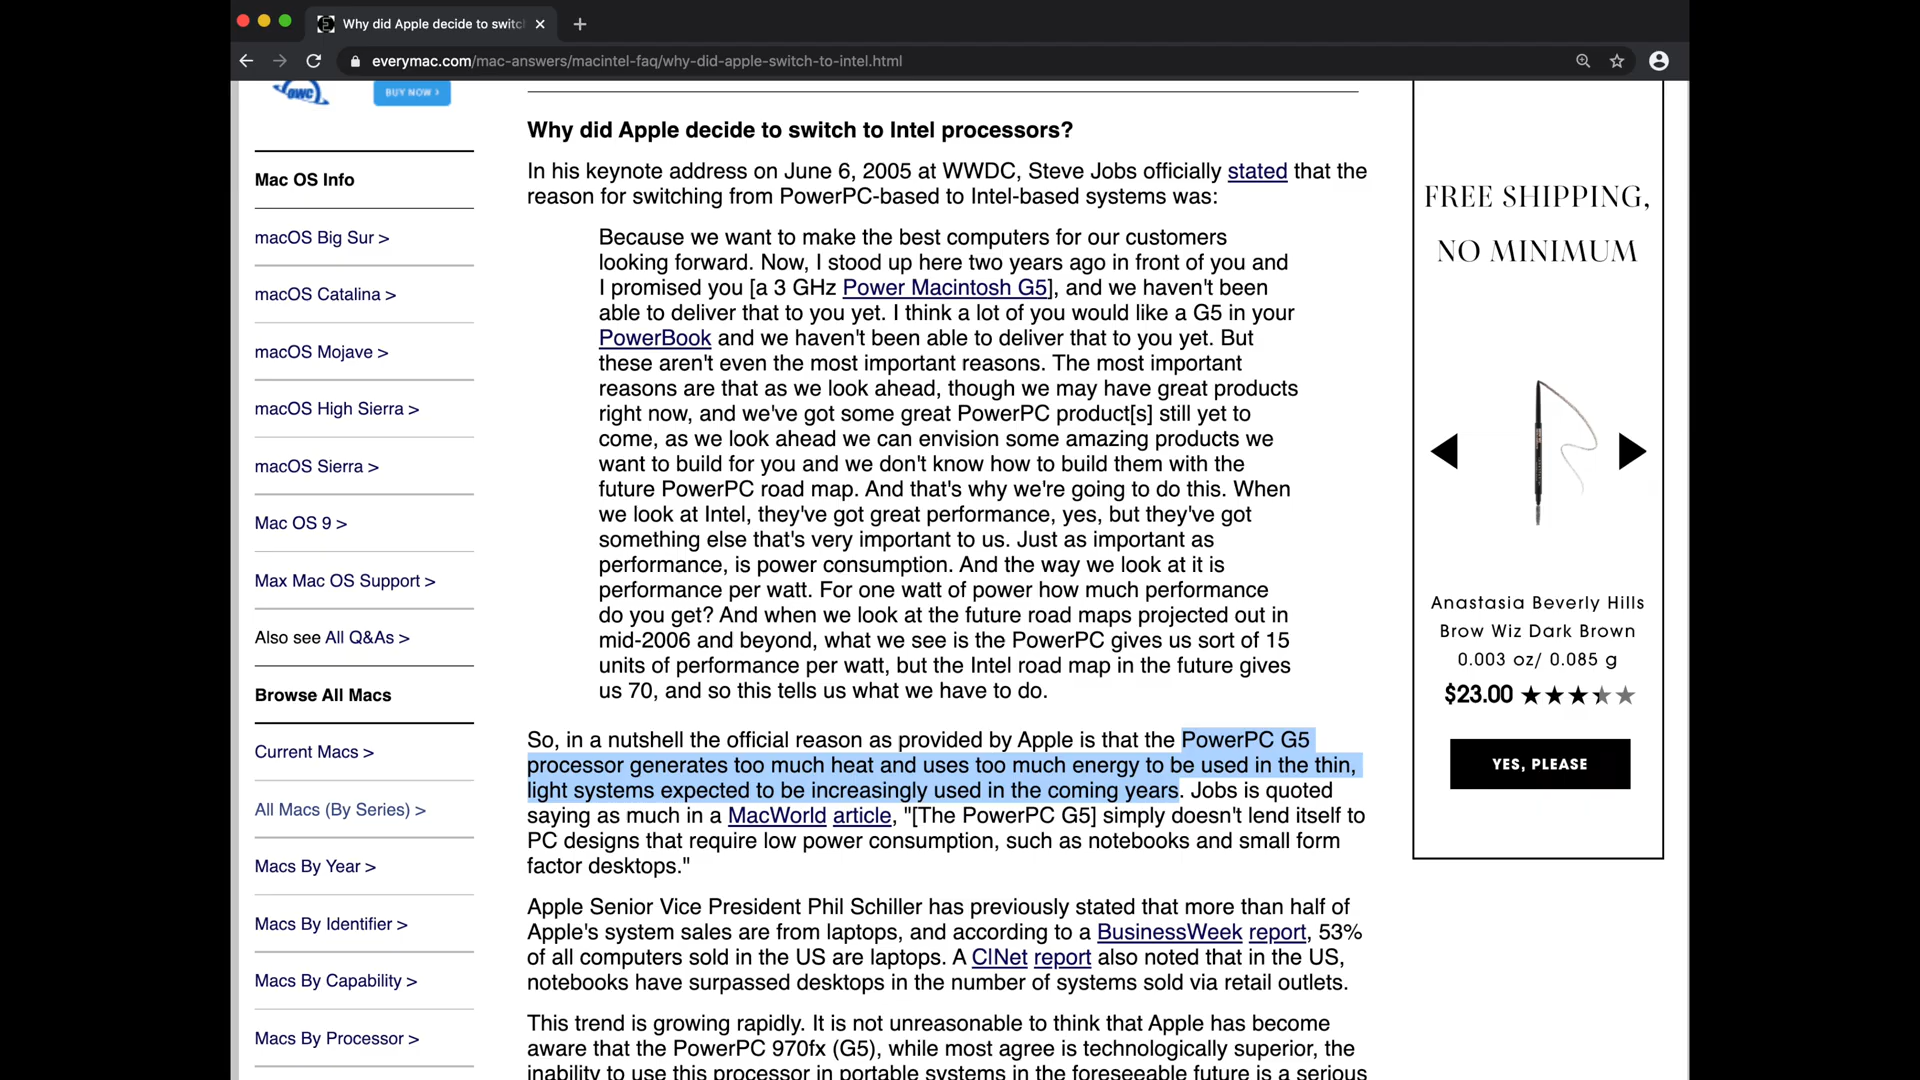 Why did Apple decide to switc
everymac.com/mac-answers/macintel-faq/why-did-apple-switch-to-intel.html
OWC
BUY NOW >
Mac OS Info
macOS Big Sur >
macOS Catalina >
macOS Mojave >
macOS High Sierra >
macOS Sierra >
Mac OS 9 >
Max Mac OS Support >
Also see All Q&As >
Browse All Macs
Current Macs >
All Macs (By Series) >
Macs By Year >
Macs By Identifier >
Macs By Capability >
Macs By Processor >
Why did Apple decide to switch to Intel processors?
In his keynote address on June 6, 2005 at WWDC, Steve Jobs officially stated that the
reason for switching from PowerPC-based to Intel-based systems was:
Because we want to make the best computers for our customers
looking forward. Now, I stood up here two years ago in front of you and
I promised you [a 3 GHz Power Macintosh G5], and we haven't been
able to deliver that to you yet. I think a lot of you would like a G5 in your
PowerBook and we haven't been able to deliver that to you yet. But
these aren't even the most important reasons. The most important
reasons are that as we look ahead, though we may have great products
right now, and we've got some great PowerPC product[s] still yet to
come, as we look ahead we can envision some amazing products we
want to build for you and we don't know how to build them with the
future PowerPC road map. And that's why we're going to do this. When
we look at Intel, they've got great performance, yes, but they've got
something else that's very important to us. Just as important as
performance, is power consumption. And the way we look at it is
performance per watt. For one watt of power how much performance
do you get? And when we look at the future road maps projected out in
mid-2006 and beyond, what we see is the PowerPC gives us sort of 15
units of performance per watt, but the Intel road map in the future gives
us 70, and so this tells us what we have to do.
So, in a nutshell the official reason as provided by Apple is that the PowerPC G5
processor generates too much heat and uses too much energy to be used in the thin,
light systems expected to be increasingly used in the coming years. Jobs is quoted
saying as much in a MacWorld article, "[The PowerPC G5] simply doesn't lend itself to
PC designs that require low power consumption, such as notebooks and small form
factor desktops."
Apple Senior Vice President Phil Schiller has previously stated that more than half of
Apple's system sales are from laptops, and according to a BusinessWeek report, 53%
of all computers sold in the US are laptops. A C|Net report also noted that in the US,
notebooks have surpassed desktops in the number of systems sold via retail outlets.
This trend is growing rapidly. It is not unreasonable to think that Apple has become
aware that the PowerPC 970fx (G5), while most agree is technologically superior, the
inability to use this processor in portable systems in the foreseeable future is a serious
FREE SHIPPING,
NO MINIMUM
Anastasia Beverly Hills
Brow Wiz Dark Brown
0.003 oz/ 0.085 g
$23.00
YES, PLEASE